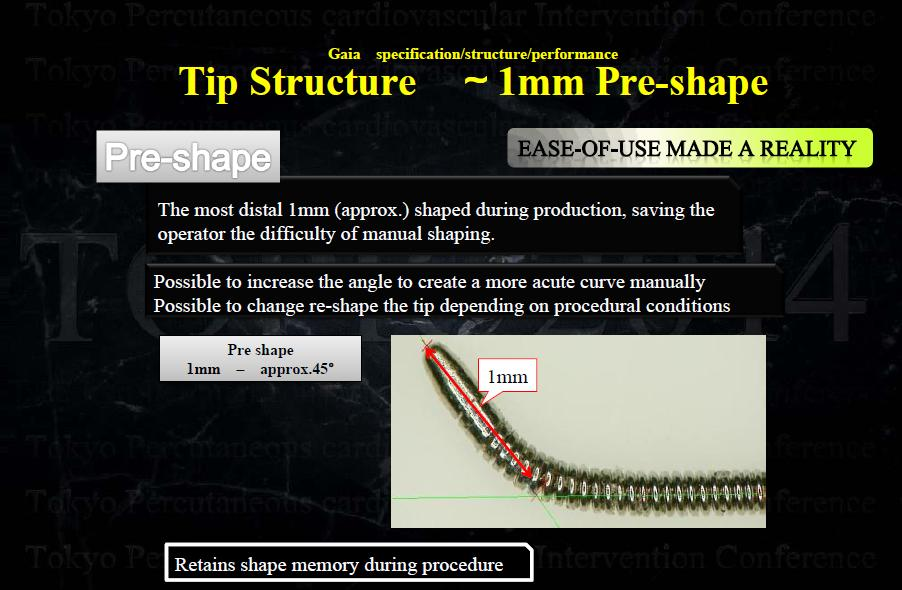 Tokyo Percutaneous cardiovascular Intervention Conference
Gaia specification/structure/performance
Tip Structure ~ 1mm Pre-shape
Pre-shape
EASE-OF-USE MADE A REALITY
The most distal 1mm (approx.) shaped during production, saving the
operator the difficulty of manual shaping.
Possible to increase the angle to create a more acute curve manually
Possible to change re-shape the tip depending on procedural conditions
Pre shape
1mm – approx.45°
1mm
Retains shape memory during procedure